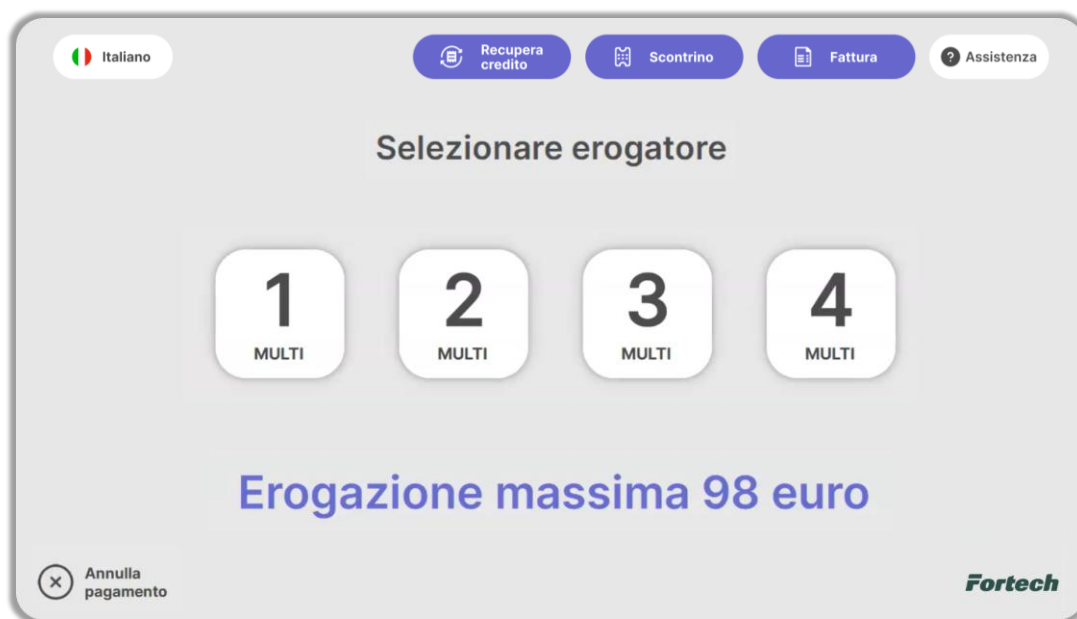 Italiano
Recupera
credito
Scontrino
Fattura
? Assistenza
Selezionare erogatore
1
MULTI
2
MULTI
3
MULTI
4
MULTI
Erogazione massima 98 euro
Annulla
pagamento
Fortech